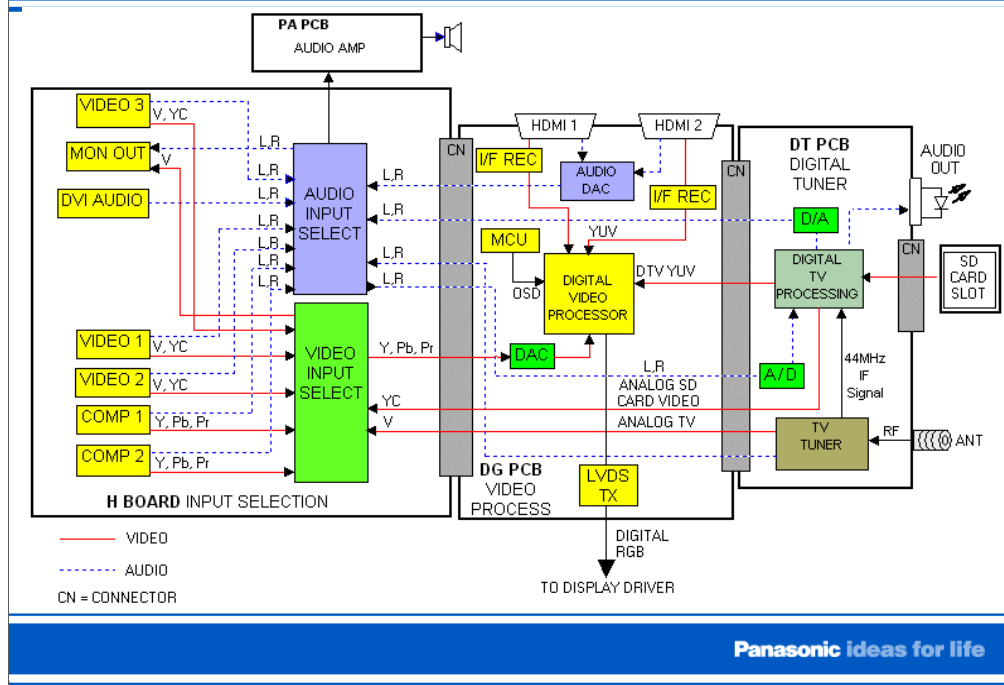 PA PCB
AUDIO AMP
VIDEO 3
V, YC
MON OUT
V
L,R
DVI AUDIO
L,R
L,R
L,R
L,R
L,R
L,R
AUDIO
INPUT
SELECT
L,R
L,R
L,R
L,R
VIDEO 1
V, YC
VIDEO 2
V, YC
COMP 1
Y, Pb, Pr
COMP 2
Y, Pb, Pr
VIDEO
INPUT
SELECT
Y, Pb, Pr
YC
V
H BOARD INPUT SELECTION
CN
HDMI 1
HDMI 2
I/F REC
AUDIO
DAC
I/F REC
YUV
MCU
OSD
DIGITAL
VIDEO
PROCESSOR
DTV YUV
DAC
L,R
ANALOG SD
CARD VIDEO
ANALOG TV
DG PCB
VIDEO
PROCESS
LVDS
TX
DIGITAL
RGB
TO DISPLAY DRIVER
CN
DT PCB
DIGITAL
TUNER
D/A
DIGITAL
TV
PROCESSING
A/D
44MHz
IF
Signal
TV
TUNER
RF
ANT
AUDIO
OUT
CN
SD
CARD
SLOT
VIDEO
AUDIO
CN = CONNECTOR
Panasonic ideas for life